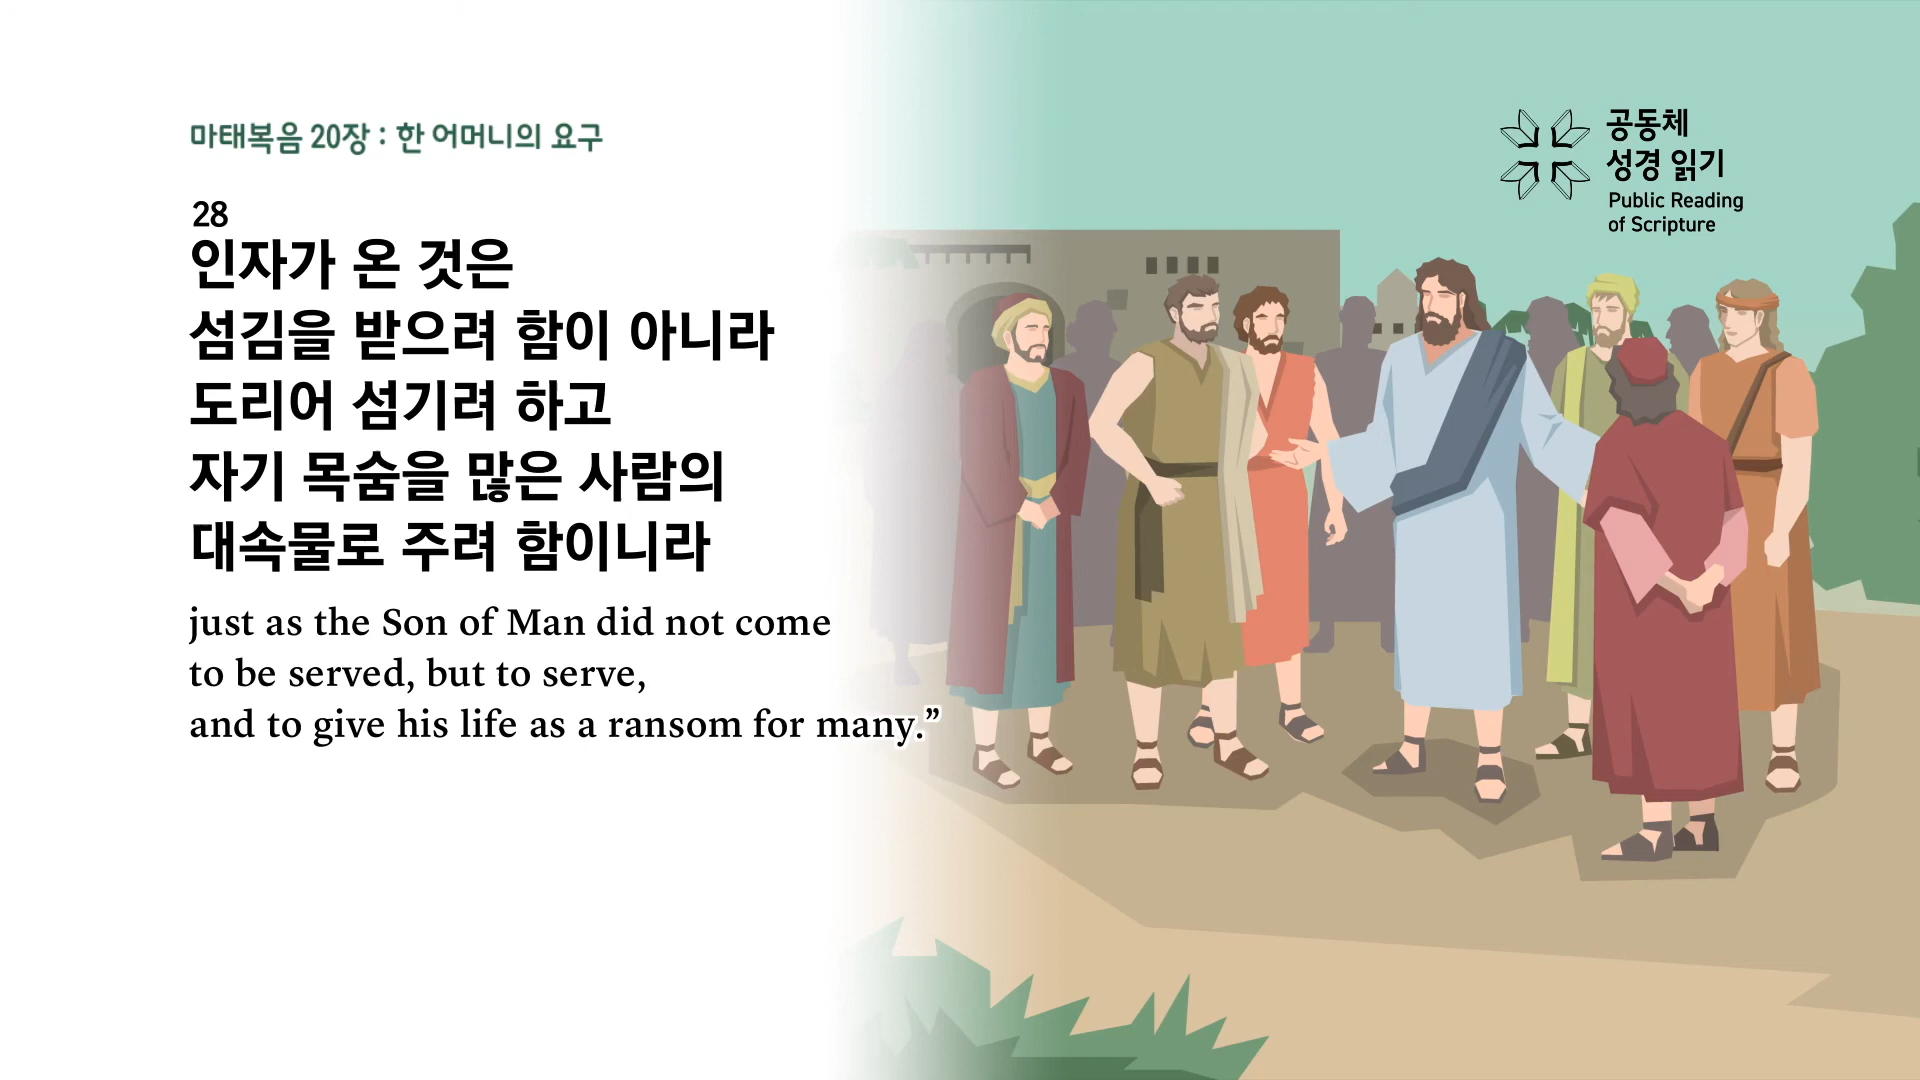 마태복음 20장 : 한 어머니의 요구
28
인자가 온 것은
섬김을 받으려 함이 아니라
도리어 섬기려 하고
자기 목숨을 많은 사람의
대속물로 주려 함이니라
just as the Son of Man did not come
to be served, but to serve,
and to give his life as a ransom for many.”
공동체
성경 읽기
Public Reading
of Scripture